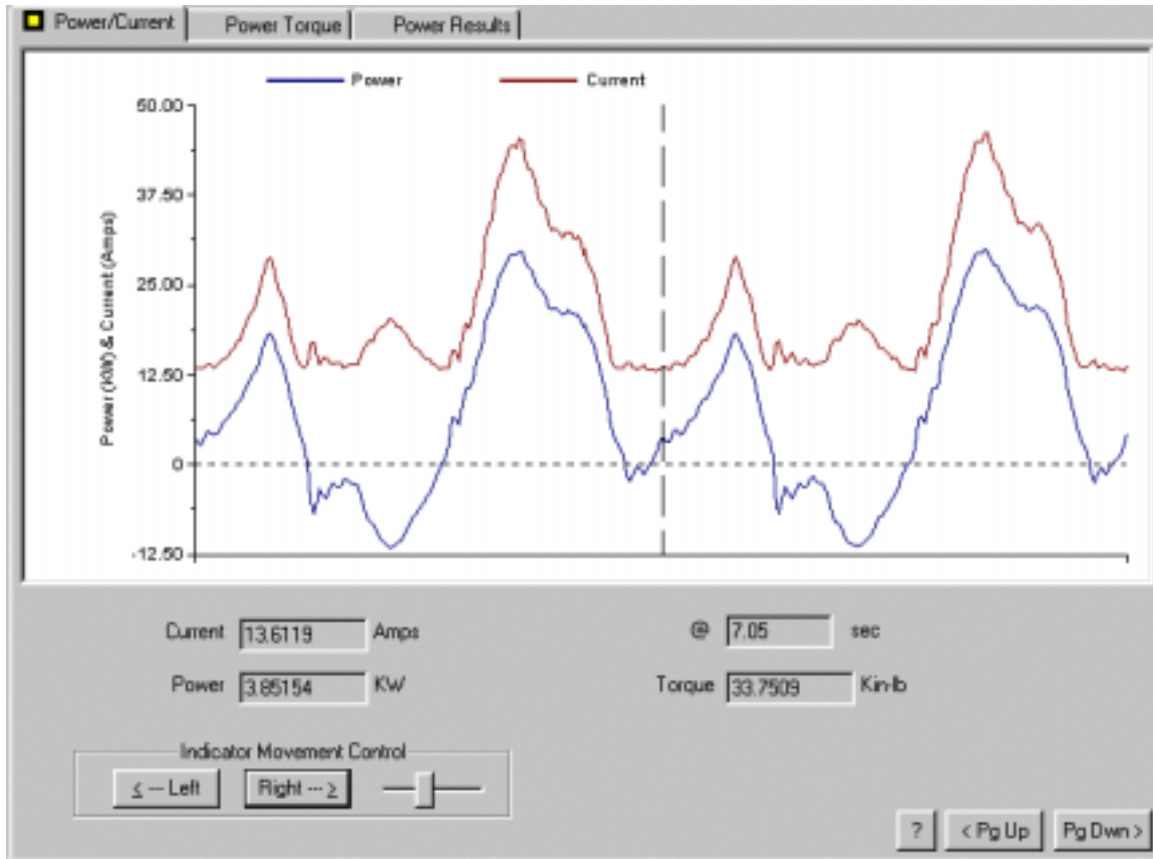 Power/Current Power Torque Power Results
Power Current
50.00
37.50
25.00
12.50
0
-12.50
Power (KW) & Current (Amps)
Current 13.6119 Amps @ 7.05 sec
Power 3.85154 KW Torque 33.7509 Kin-lb
Indicator Movement Control
< --- Left Right --- >
? < Pg Up Pg Dwn >